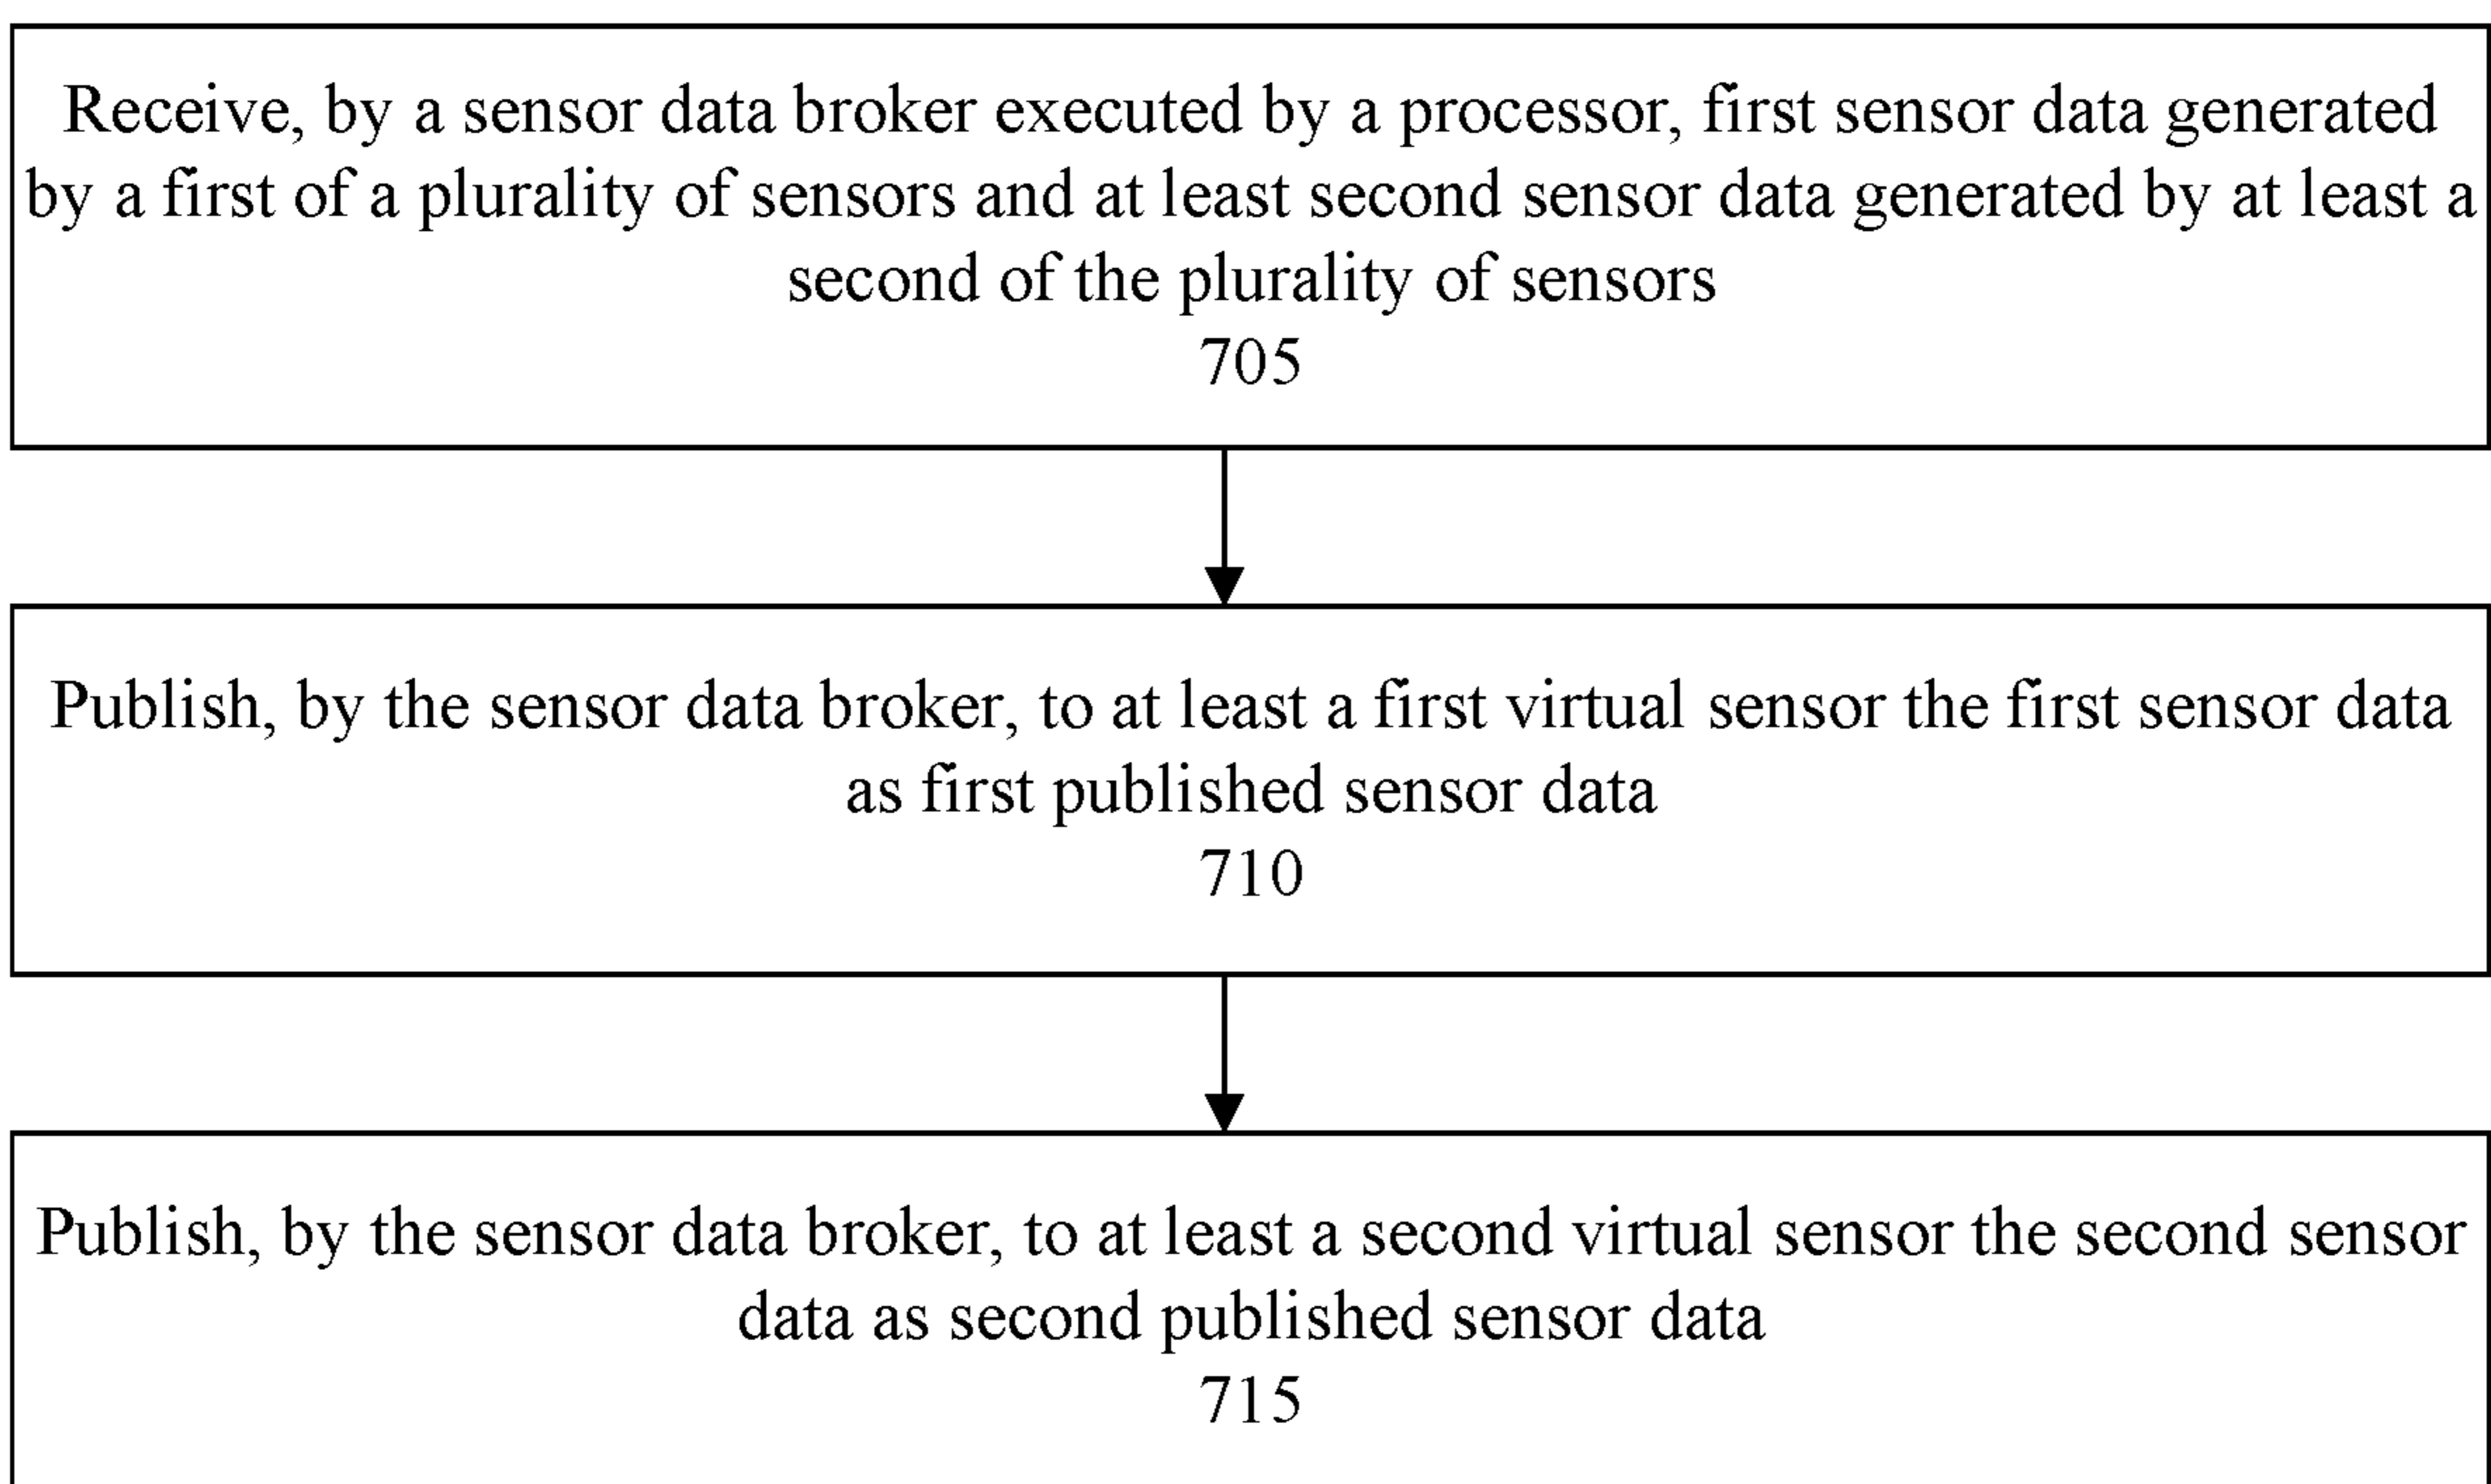 Receive, by a sensor data broker executed by a processor, first sensor data generated
by a first of a plurality of sensors and at least second sensor data generated by at least a
second of the plurality of sensors
705
Publish, by the sensor data broker, to at least a first virtual sensor the first sensor data
as first published sensor data
710
Publish, by the sensor data broker, to at least a second virtual sensor the second sensor
data as second published sensor data
715